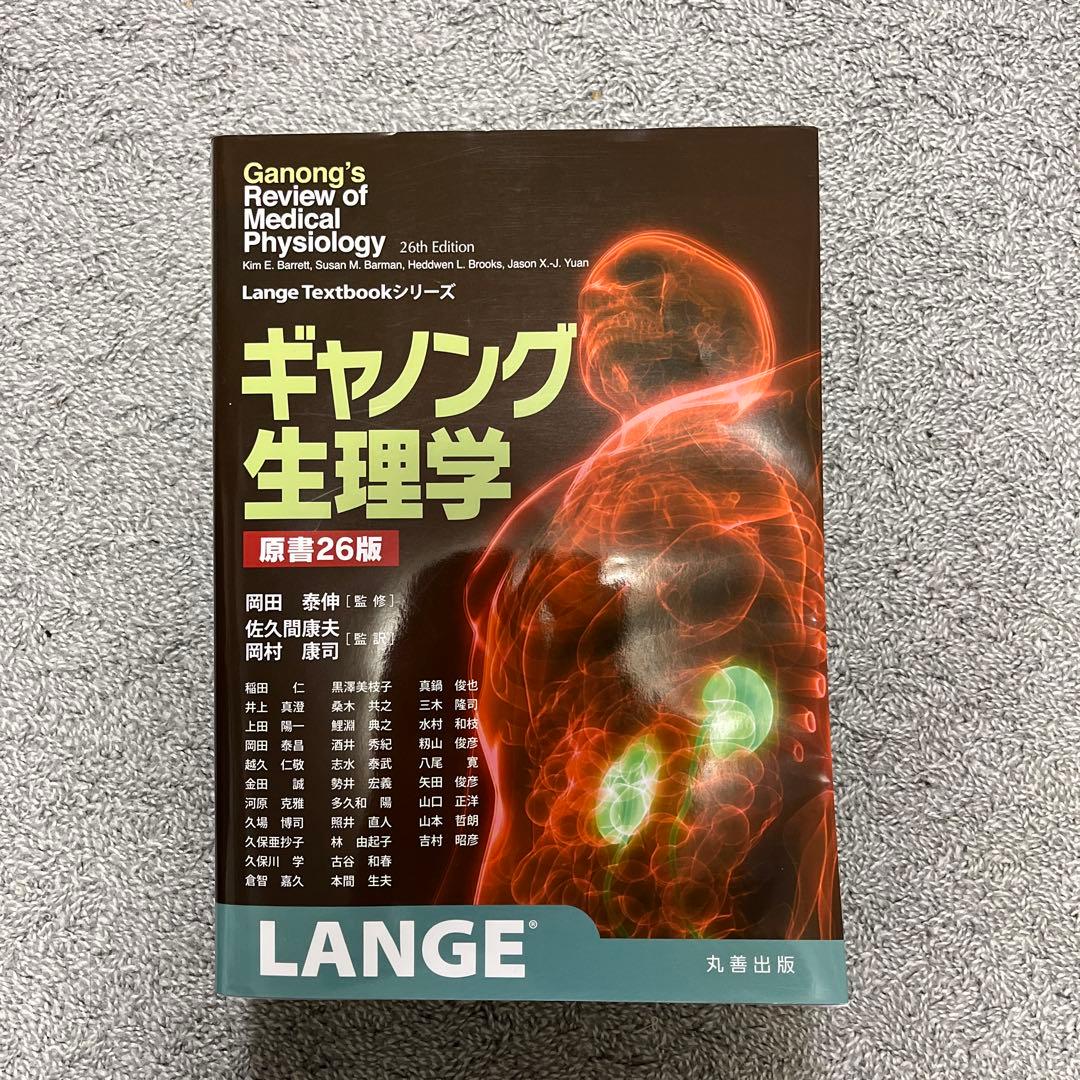 Ganong's
Review of
Medical
Physiology 26th Edition
Kim E. Barrett, Susan M. Barman, Heddwen L. Brooks, Jason X.-J. Yuan
Lange Textbookシリーズ
ギャノング
生理学
原書26版
岡田 泰伸 [監修]
佐久間康夫
岡村 康司 [監訳]
稲田 仁 黒澤美枝子 真鍋 俊也
井上 真澄 桑木 共之 三木 隆司
上田 陽一 鯉淵 典之 水村 和枝
岡田 泰昌 酒井 秀紀 籾山 俊彦
越久 仁敬 志水 泰武 八尾 寛
金田 誠 勢井 宏義 矢田 俊彦
河原 克雅 多久和 陽 山口 正洋
久場 博司 照井 直人 山本 哲朗
久保亜抄子 林 由起子 吉村 昭彦
久保川 学 古谷 和春
倉智 嘉久 本間 生夫
LANGE®
丸善出版